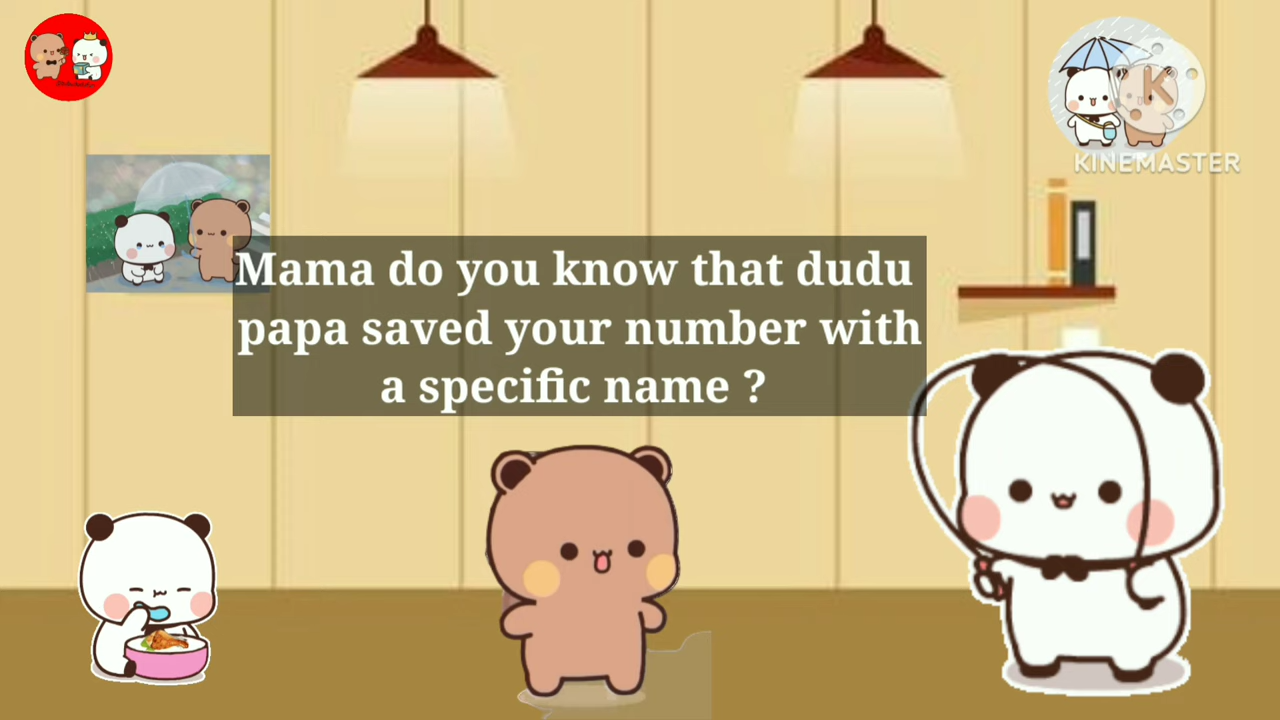 K
KINEMASTER
Mama do you know that dudu
papa saved your number with
a specific name ?